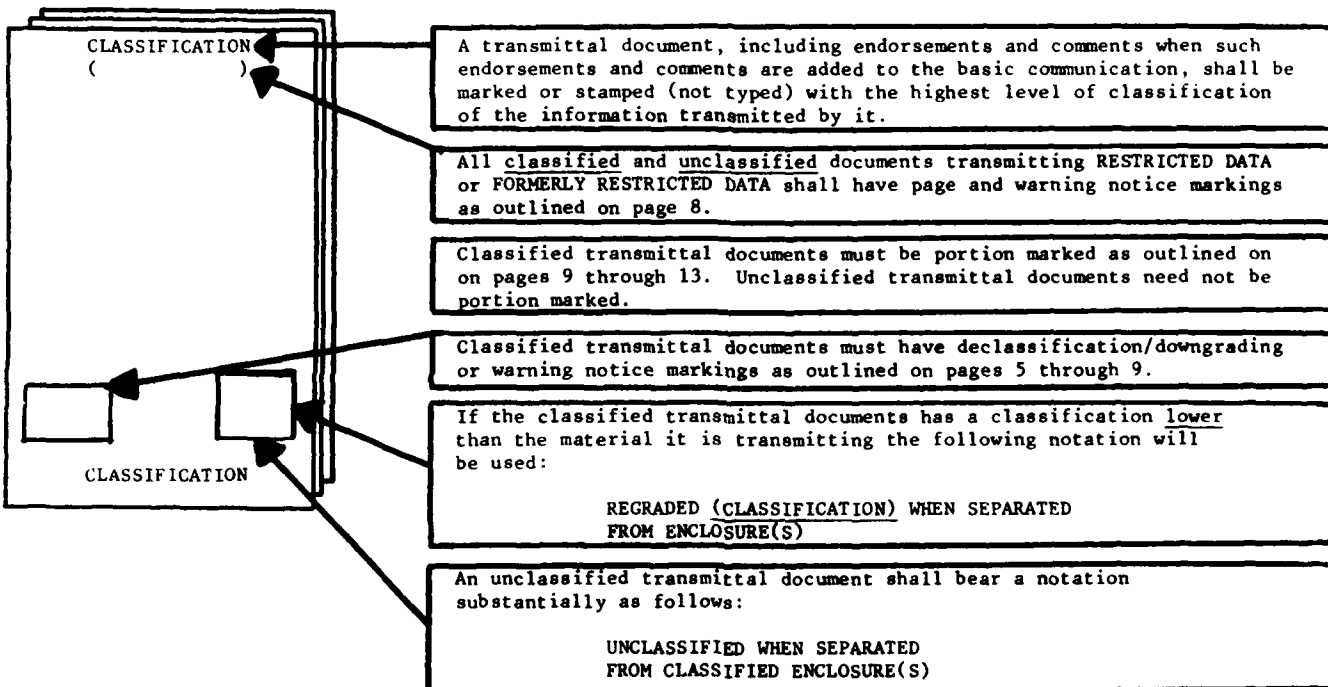 CLASSIFICATION
( )
A transmittal document, including endorsements and comments when such
endorsements and comments are added to the basic communication, shall be
marked or stamped (not typed) with the highest level of classification
of the information transmitted by it.
All classified and unclassified documents transmitting RESTRICTED DATA
or FORMERLY RESTRICTED DATA shall have page and warning notice markings
as outlined on page 8.
Classified transmittal documents must be portion marked as outlined on
on pages 9 through 13. Unclassified transmittal documents need not be
portion marked.
Classified transmittal documents must have declassification/downgrading
or warning notice markings as outlined on pages 5 through 9.
If the classified transmittal documents has a classification lower
than the material it is transmitting the following notation will
be used:
REGRADED (CLASSIFICATION) WHEN SEPARATED
FROM ENCLOSURE(S)
CLASSIFICATION
An unclassified transmittal document shall bear a notation
substantially as follows:
UNCLASSIFIED WHEN SEPARATED
FROM CLASSIFIED ENCLOSURE(S)